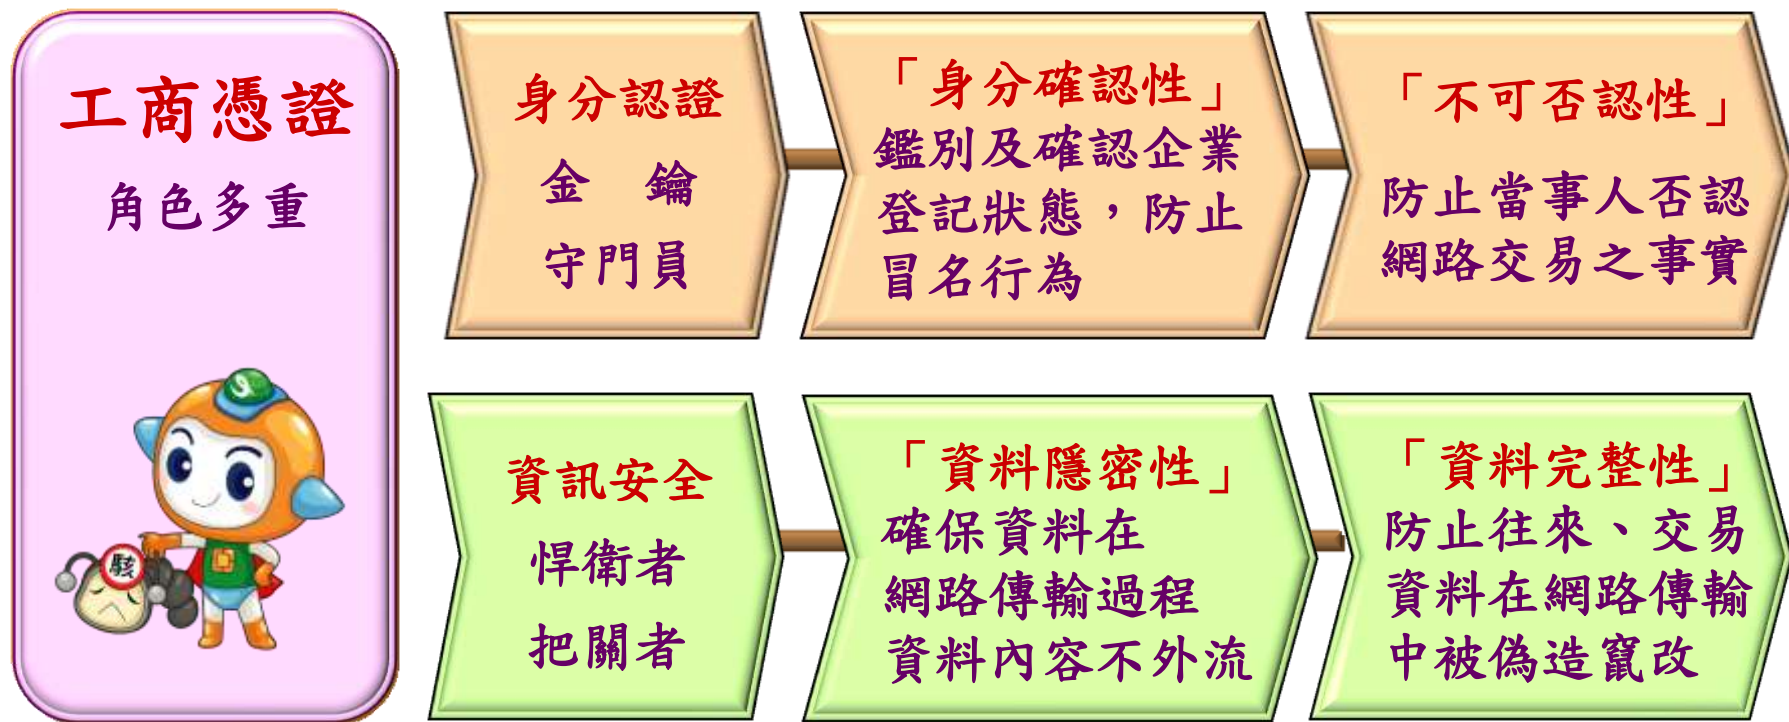 工商憑證
角色多重
駭
身分認證
金 鑰
守門員
「身分確認性」
鑑別及確認企業
登記狀態，防止
冒名行為
「不可否認性」
防止當事人否認
網路交易之事實
資訊安全
悍衛者
把關者
「資料隱密性」
確保資料在
網路傳輸過程
資料內容不外流
「資料完整性」
防止往來、交易
資料在網路傳輸
中被偽造竄改